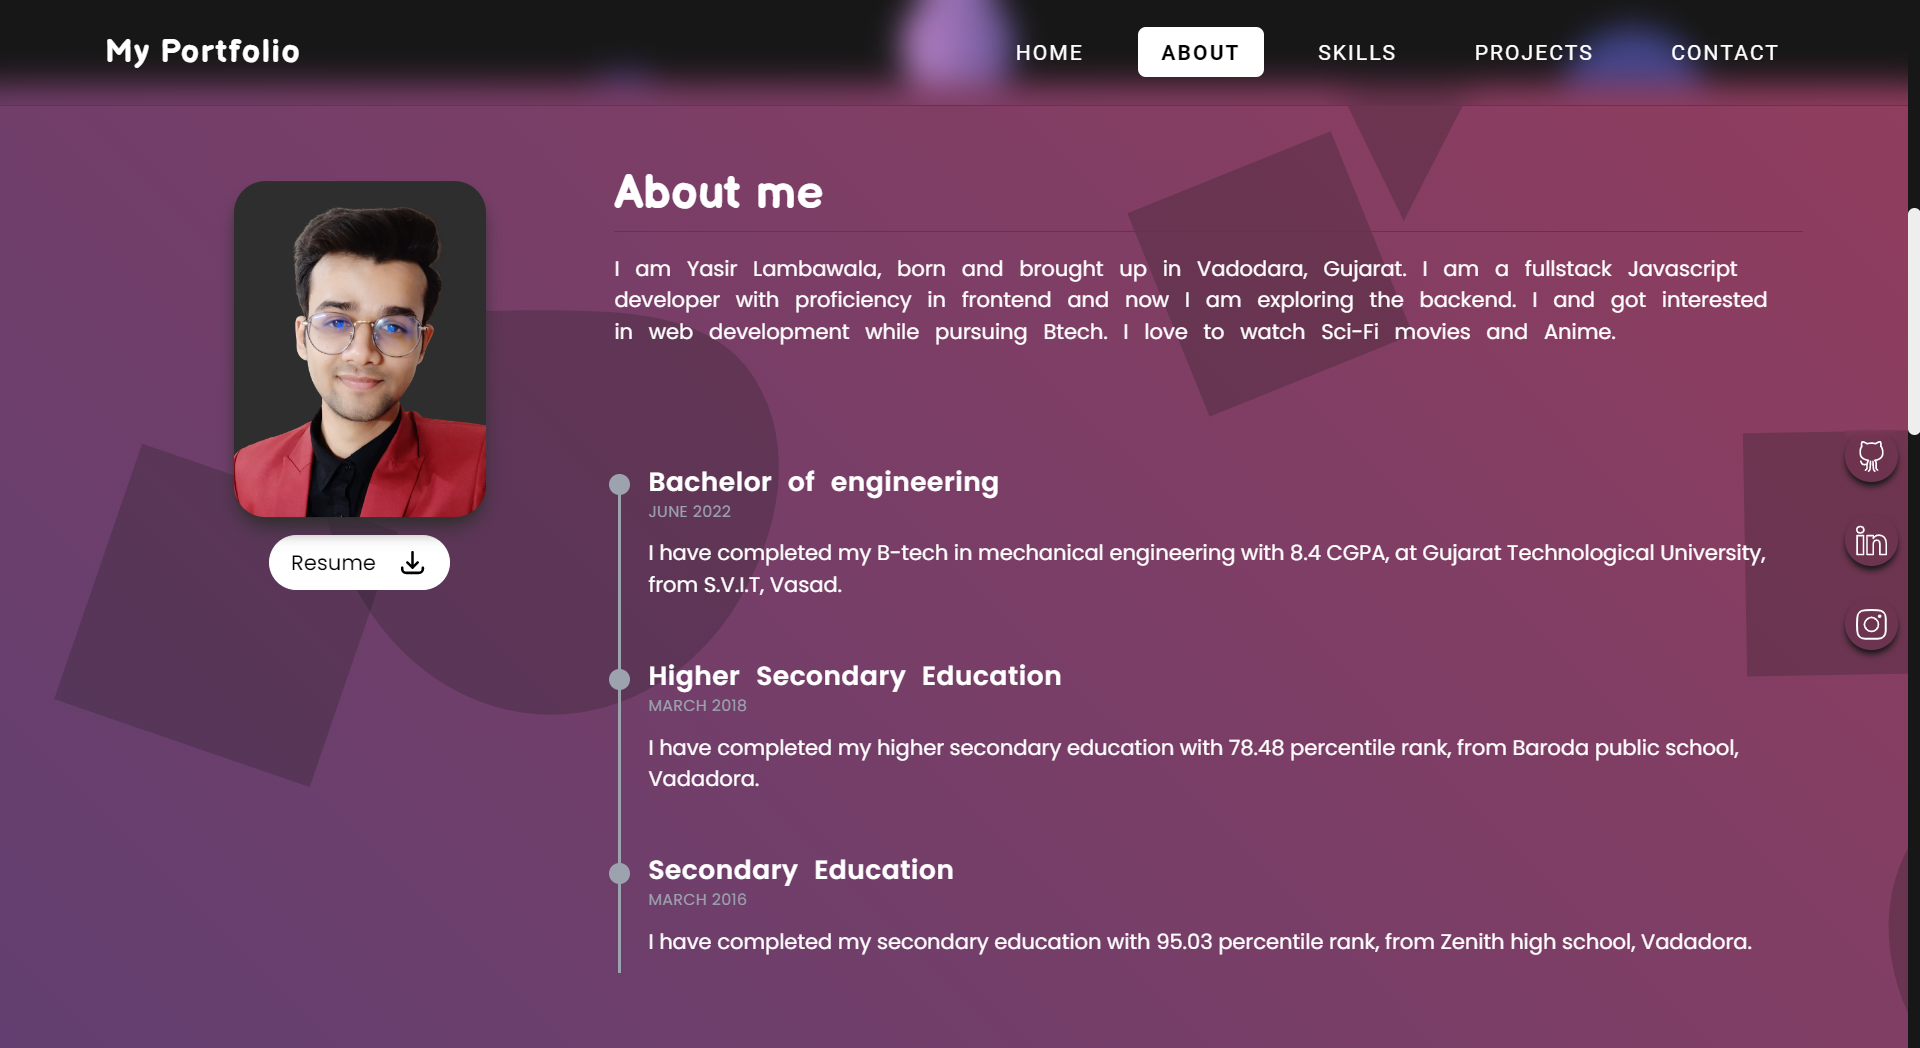 My Portfolio
HOME ABOUT SKILLS PROJECTS CONTACT
About me
I am Yasir Lambawala, born and brought up in Vadodara, Gujarat. I am a fullstack Javascript
developer with proficiency in frontend and now I am exploring the backend. I and got interested
in web development while pursuing Btech. I love to watch Sci-Fi movies and Anime.
Resume
Bachelor of engineering
JUNE 2022
I have completed my B-tech in mechanical engineering with 8.4 CGPA, at Gujarat Technological University,
from S.V.I.T, Vasad.
Higher Secondary Education
MARCH 2018
I have completed my higher secondary education with 78.48 percentile rank, from Baroda public school,
Vadadora.
Secondary Education
MARCH 2016
I have completed my secondary education with 95.03 percentile rank, from Zenith high school, Vadadora.
in